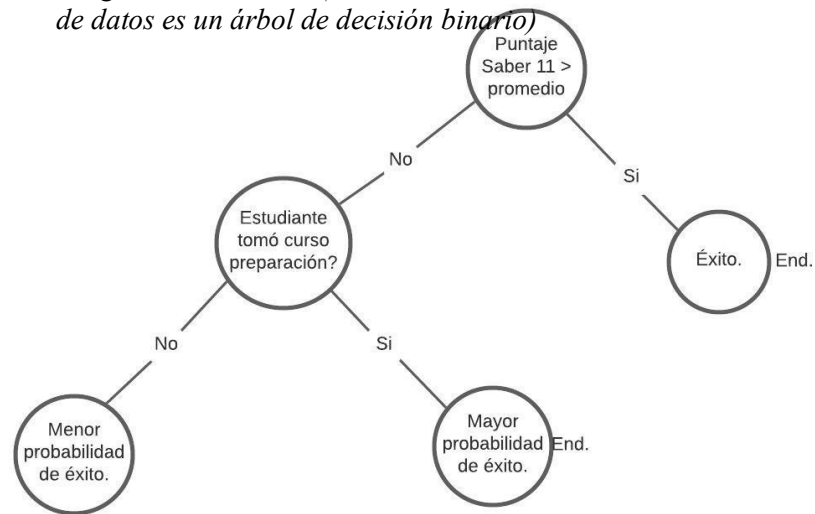 de datos es un árbol de decisión binario)
Puntaje
Saber 11 >
promedio
No
Si
Estudiante
tomó curso
preparación?
Éxito.
End.
No
Si
Menor
probabilidad
de éxito.
Mayor
probabilidad
de éxito.
End.